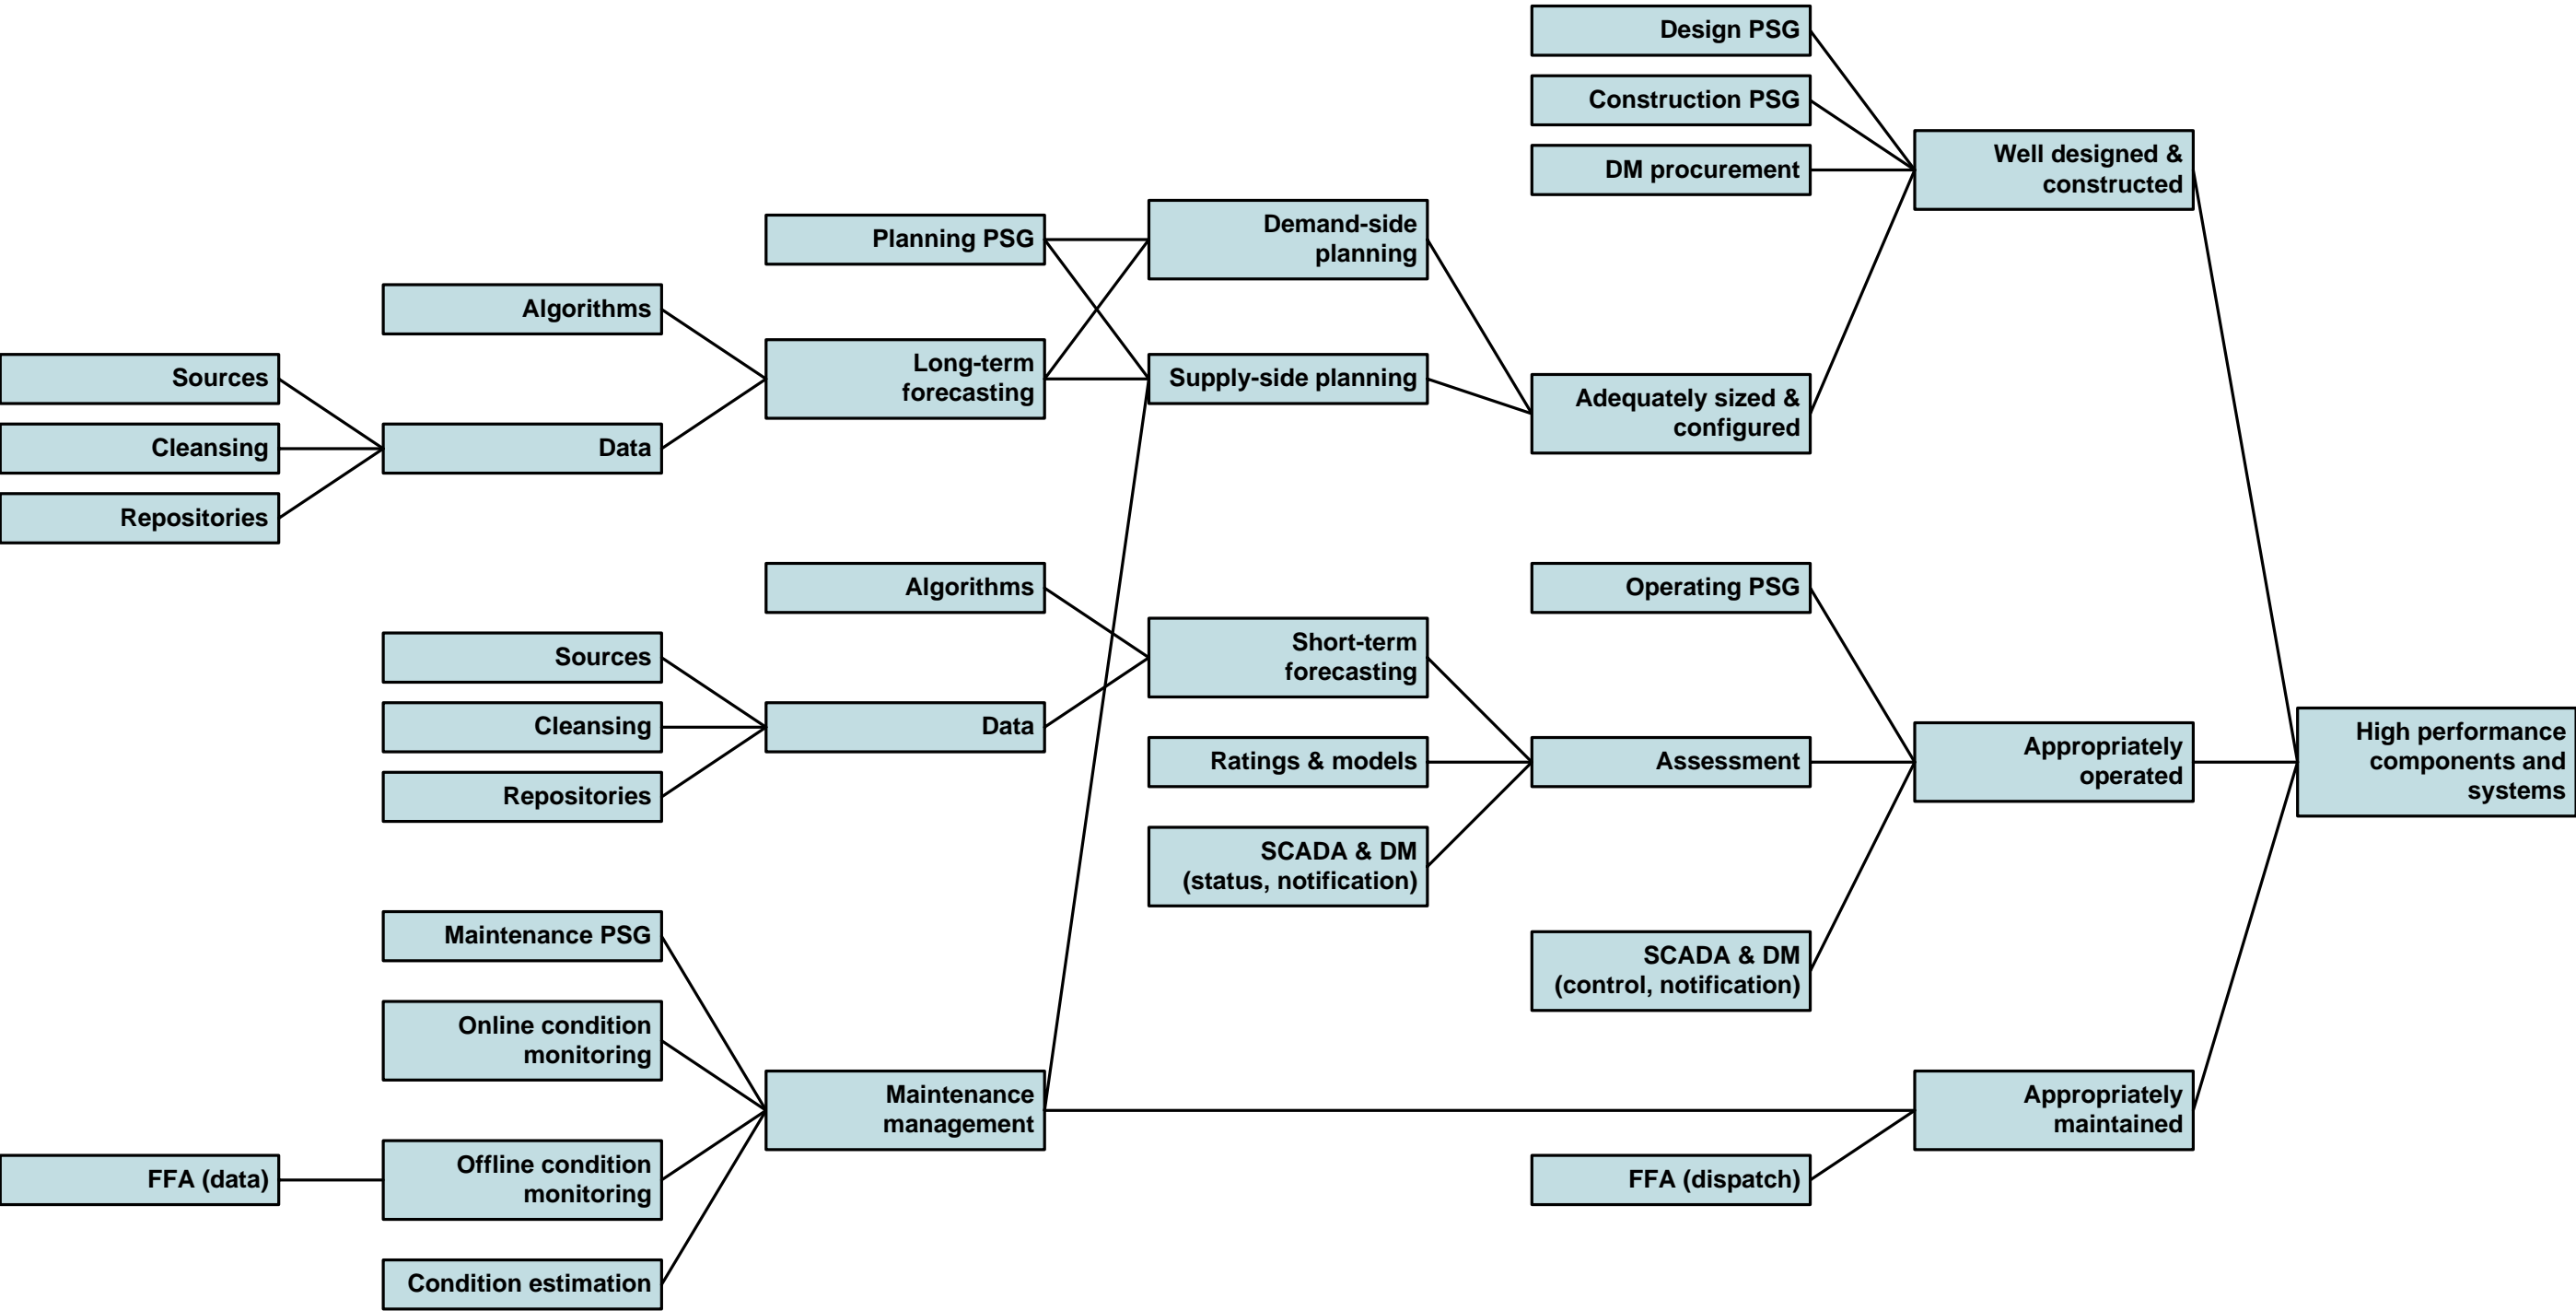 Design PSG
Construction PSG
DM procurement
Well designed &
constructed
Planning PSG
Demand-side
planning
Algorithms
Long-term
forecasting
Supply-side planning
Adequately sized &
configured
Sources
Cleansing
Repositories
Data
Algorithms
Operating PSG
Sources
Cleansing
Repositories
Data
Short-term
forecasting
Ratings & models
SCADA & DM
(status, notification)
Assessment
Appropriately
operated
High performance
components and
systems
SCADA & DM
(control, notification)
Maintenance PSG
Online condition
monitoring
Maintenance
management
Appropriately
maintained
FFA (data)
Offline condition
monitoring
FFA (dispatch)
Condition estimation